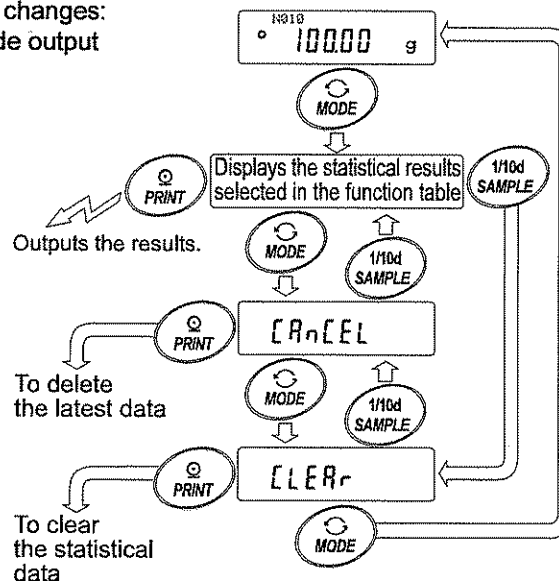 changes:
de output
N010
100.00 g
MODE
PRINT
Displays the statistical results
selected in the function table
1/10d
SAMPLE
Outputs the results.
MODE
1/10d
SAMPLE
PRINT
CAnCEL
To delete
the latest data
MODE
1/10d
SAMPLE
PRINT
CLEAr
To clear
the statistical
data
MODE